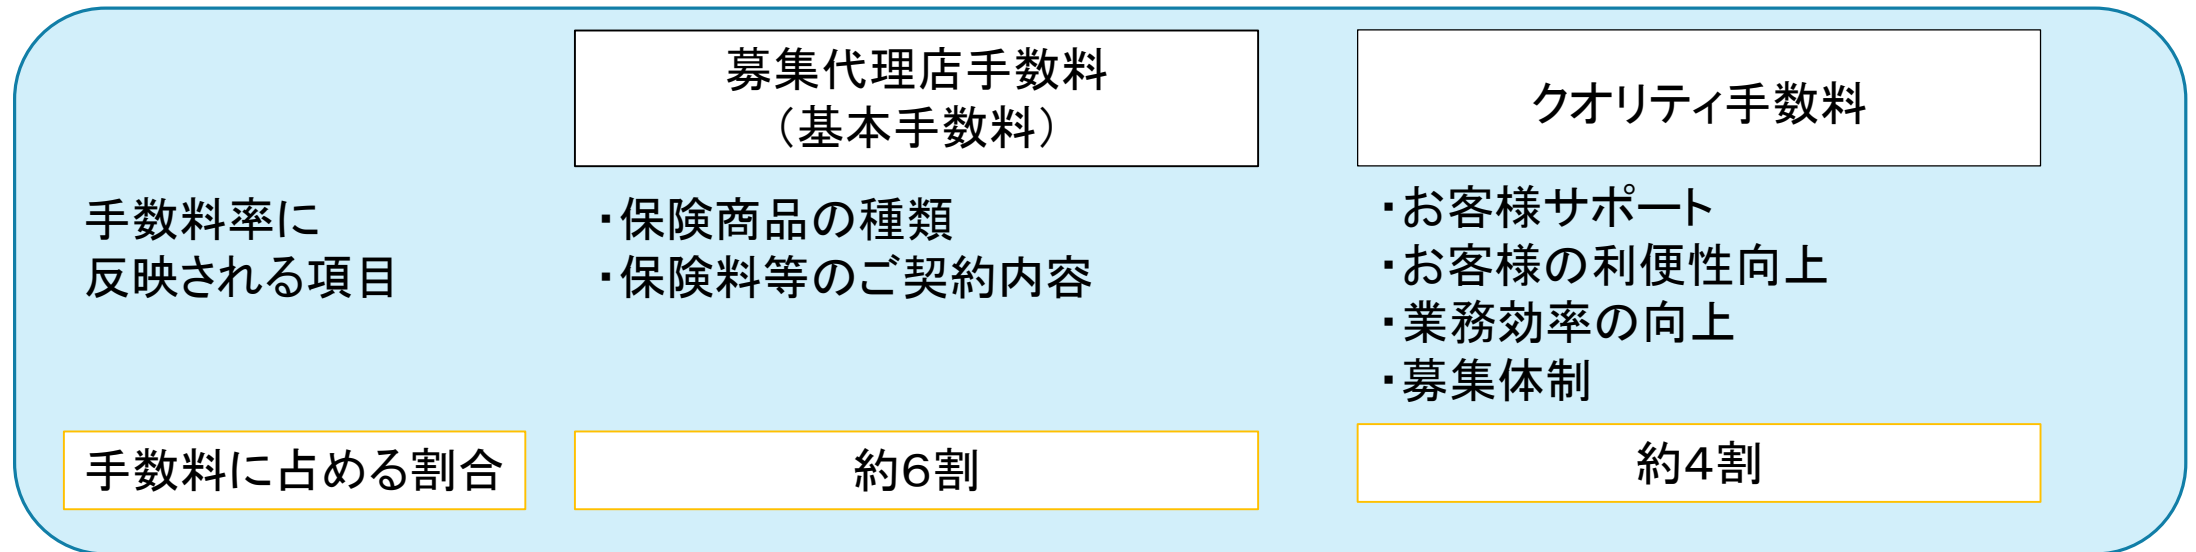 募集代理店手数料
（基本手数料）
クオリティ手数料
手数料率に
反映される項目
・保険商品の種類
・保険料等のご契約内容
・お客様サポート
・お客様の利便性向上
・業務効率の向上
・募集体制
手数料に占める割合
約６割
約４割